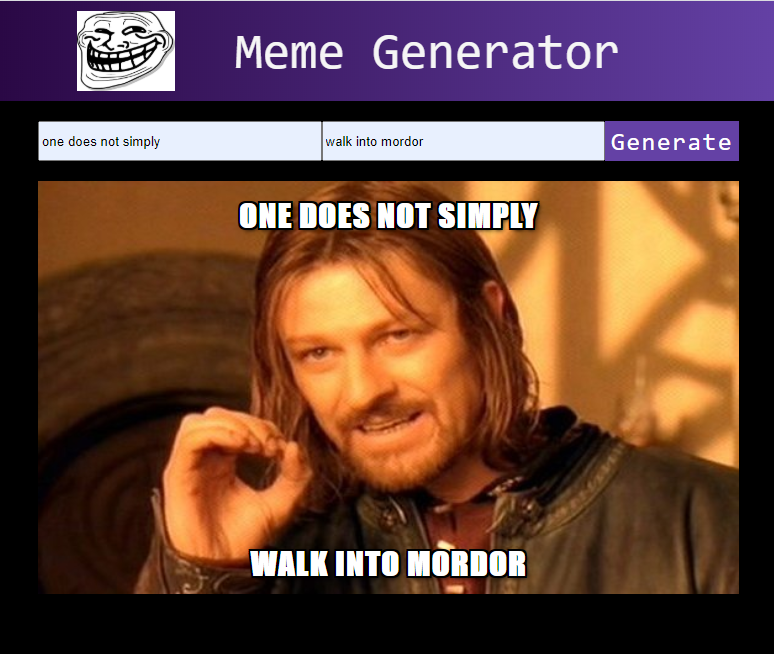 Meme Generator
one does not simply
walk into mordor
Generate
ONE DOES NOT SIMPLY
WALK INTO MORDOR